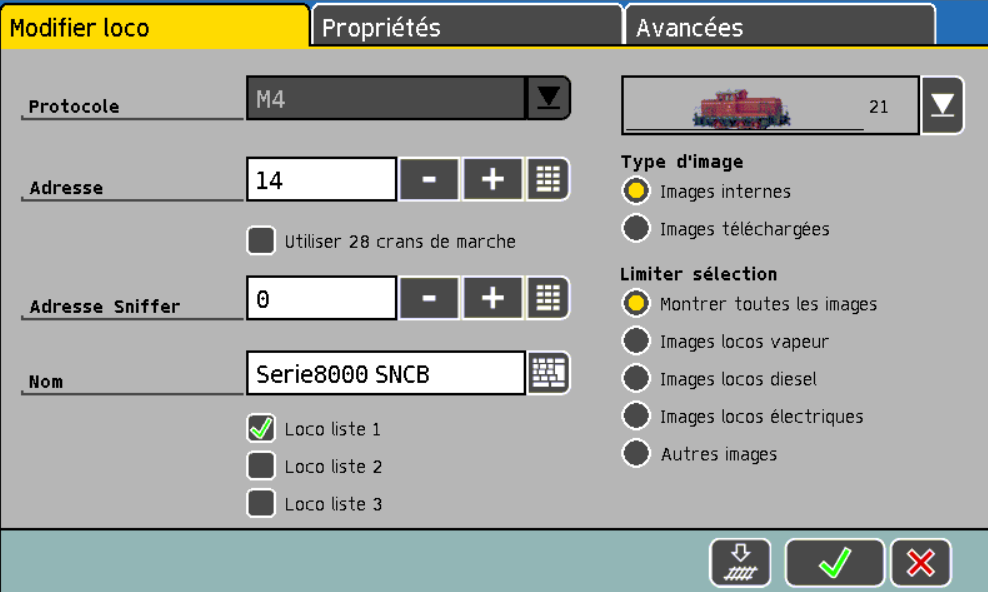 Modifier loco
Propriétés
Avancées
Protocole
M4
21
Adresse
14
- +
Utiliser 28 crans de marche
Adresse Sniffer
0
- +
Nom
Serie8000 SNCB
Loco liste 1
Loco liste 2
Loco liste 3
Type d'image
Images internes
Images téléchargées
Limiter sélection
Montrer toutes les images
Images locos vapeur
Images locos diesel
Images locos électriques
Autres images